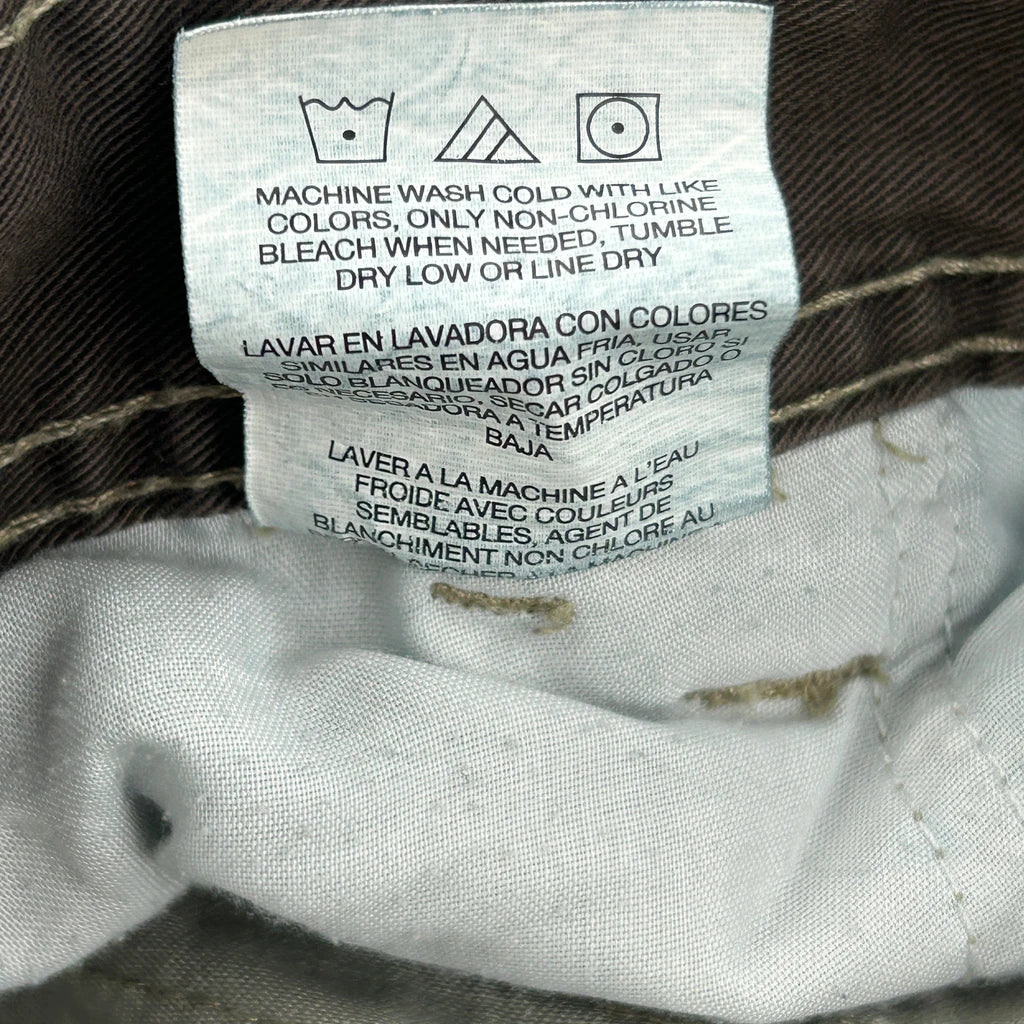 MACHINE WASH COLD WITH LIKE
COLORS, ONLY NON-CHLORINE
BLEACH WHEN NEEDED, TUMBLE
DRY LOW OR LINE DRY
LAVAR EN LAVADORA CON COLORES
SIMILARES EN AGUA FRIA, USAR
SOLO BLANQUEADOR SIN CLORO SI
ES NECESARIO, SECAR COLGADO O
A TEMPERATURA
BAJA
LAVER A LA MACHINE A L'EAU
FROIDE AVEC COULEURS
SEMBLABLES, AGENT DE
BLANCHIMENT NON CHLORE AU
SECHER A LA